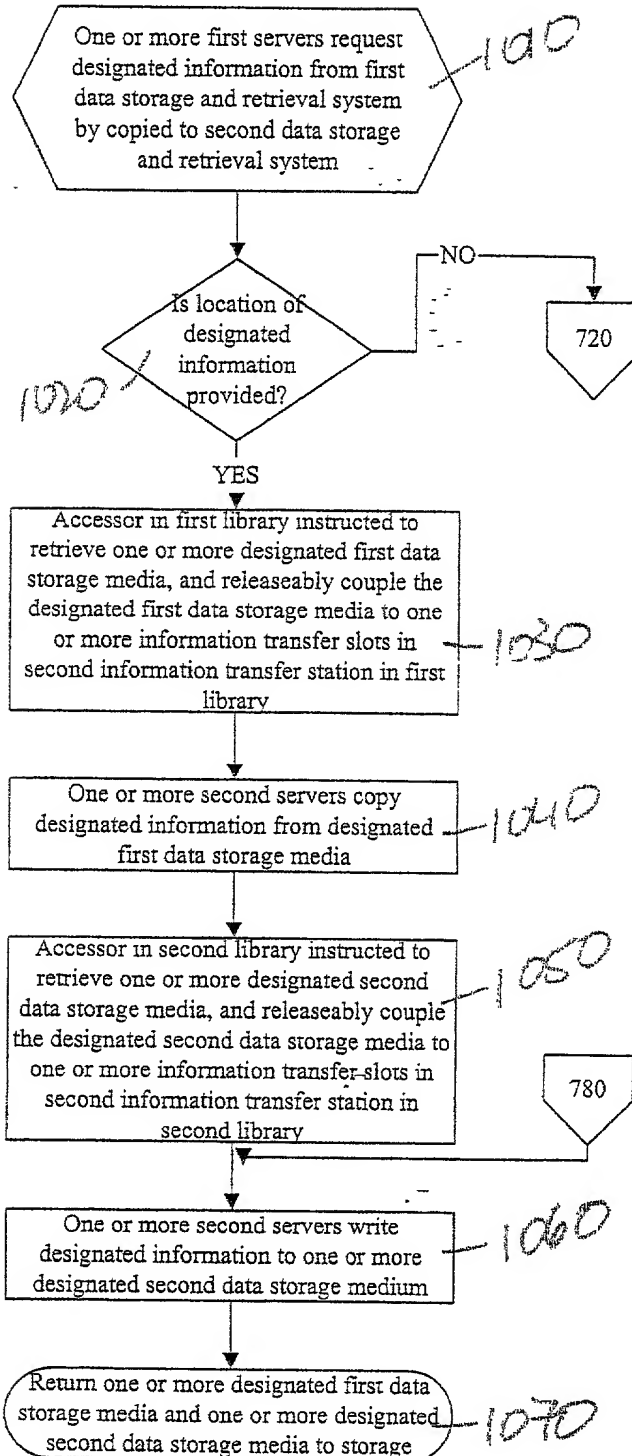 One or more first servers request
designated information from first
data storage and retrieval system
by copied to second data storage
and retrieval system
1010
Is location of
designated
information
provided?
1020
NO
720
YES
Accessor in first library instructed to
retrieve one or more designated first data
storage media, and releaseably couple the
designated first data storage media to one
or more information transfer slots in
second information transfer station in first
library
1030
One or more second servers copy
designated information from designated
first data storage media
1040
Accessor in second library instructed to
retrieve one or more designated second
data storage media, and releaseably couple
the designated second data storage media to
one or more information transfer slots in
second information transfer station in
second library
1050
780
One or more second servers write
designated information to one or more
designated second data storage medium
1060
Return one or more designated first data
storage media and one or more designated
second data storage media to storage
1070